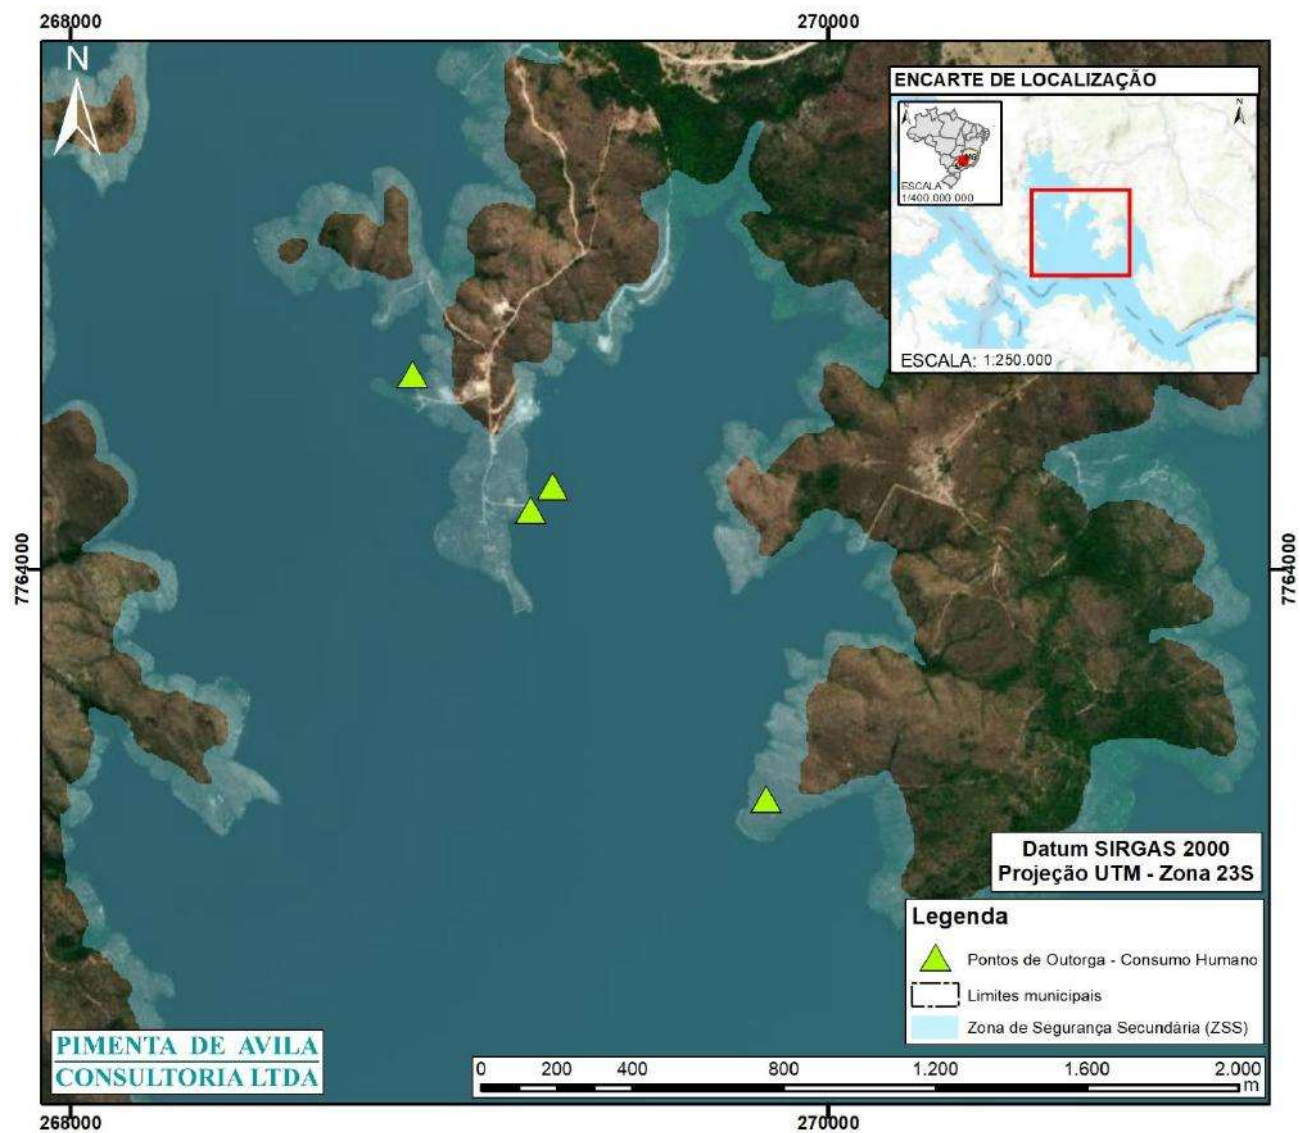 268000
270000
N
ENCARTE DE LOCALIZAÇÃO
N
N
MG
ESCALA
1/400.000.000
ESCALA: 1:250.000
7764000
7764000
Datum SIRGAS 2000
Projeção UTM - Zona 23S
Legenda
Pontos de Outorga - Consumo Humano
Limites municipais
Zona de Segurança Secundária (ZSS)
PIMENTA DE AVILA
CONSULTORIA LTDA
0 200 400 800 1.200 1.600 2.000
m
268000
270000